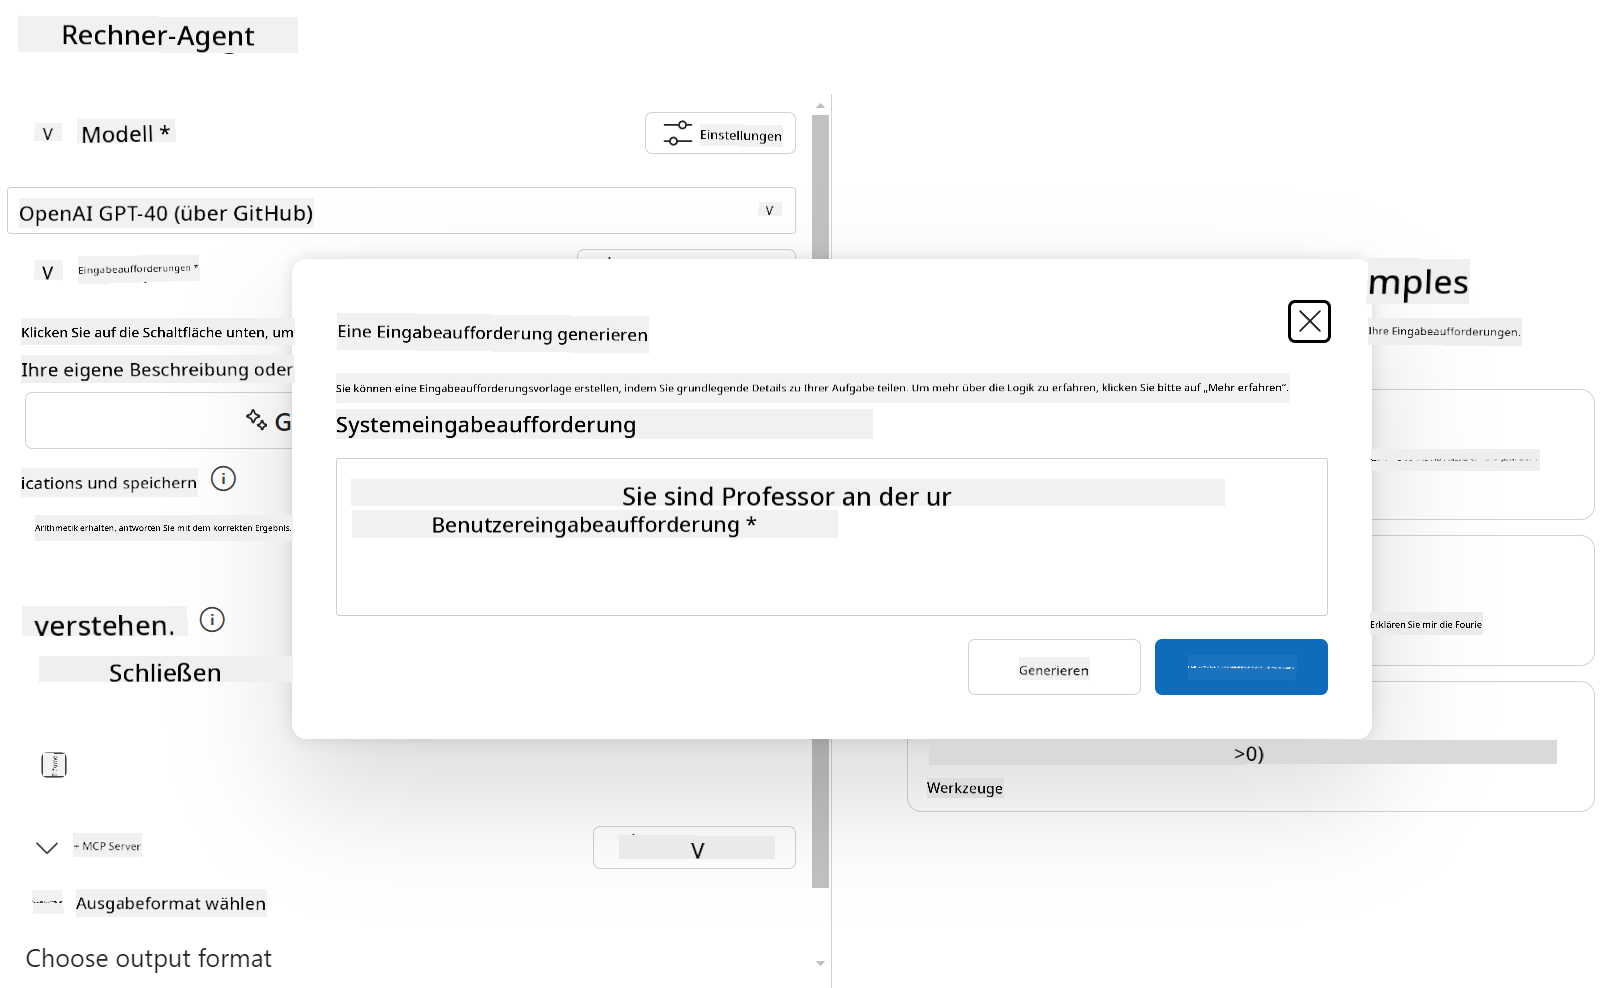 Rechner-Agent
V Modell *
Einstellungen
OpenAI GPT-40 (über GitHub)
V
V Eingabeaufforderungen *
Klicken Sie auf die Schaltfläche unten, um
Ihre eigene Beschreibung oder
G
ications und speichern
Arithmetik erhalten, antworten Sie mit dem korrekten Ergebnis.
verstehen.
Schließen
+ MCP Server
V
Ausgabeformat wählen
Choose output format
Eine Eingabeaufforderung generieren
Sie können eine Eingabeaufforderungsvorlage erstellen, indem Sie grundlegende Details zu Ihrer Aufgabe teilen. Um mehr über die Logik zu erfahren, klicken Sie bitte auf „Mehr erfahren“.
Systemeingabeaufforderung
Sie sind Professor an der ur
Benutzereingabeaufforderung *
Generieren
mples
Ihre Eingabeaufforderungen.
Erklären Sie mir die Fourie
>0)
Werkzeuge